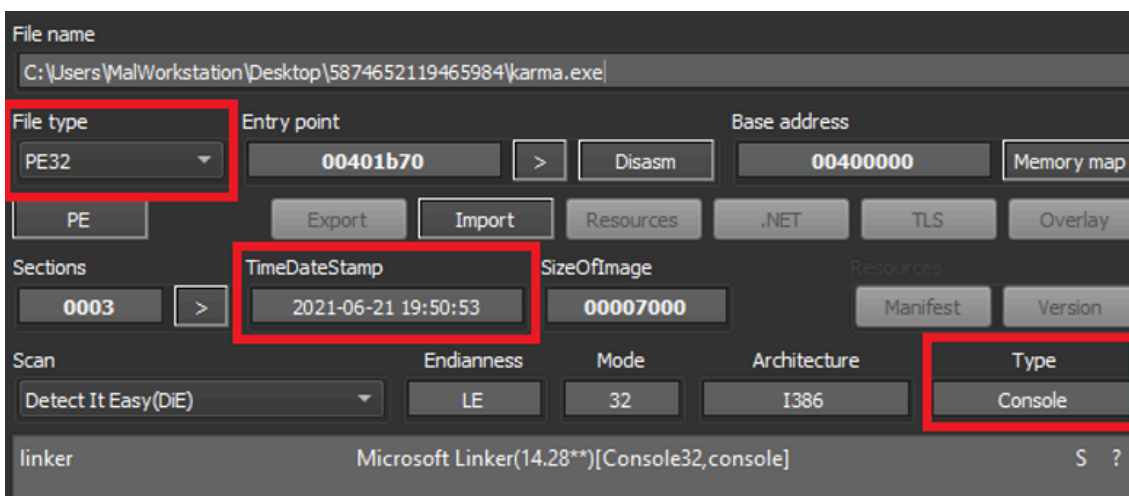 File name
C:\Users\MalWorkstation\Desktop\5874652119465984\karma.exe
File type Entry point Base address
PE32 00401b70 > Disasm 00400000 Memory map
PE Export Import Resources .NET TLS Overlay
Sections TimeDateStamp SizeOfImage Resources
0003 > 2021-06-21 19:50:53 00007000 Manifest Version
Scan Endianness Mode Architecture Type
Detect It Easy(DiE) LE 32 I386 Console
linker Microsoft Linker(14.28**)[Console32,console] S ?